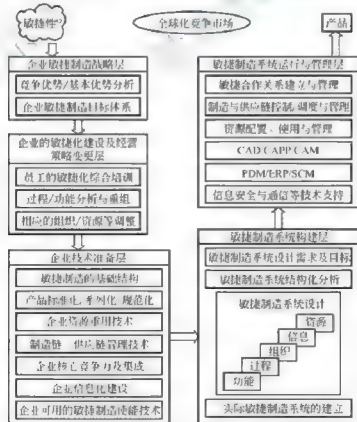 敏捷性?
全球化竞争市场
产品
企业敏捷制造战略层
竞争优势/基本优势分析
企业敏捷制造目标体系
企业的敏捷化建设及经营
策略变更层
员工的敏捷化综合培训
过程/功能分析与重组
相应的组织/资源等调整
企业技术准备层
敏捷制造的基础结构
产品标准化,系列化,规范化
企业资源重用技术
制造链 供应链管理技术
企业核心竞争力及集成
企业信息化建设
企业可用的敏捷制造使能技术
敏捷制造系统运行与管理层
敏捷合作关系建立与管理
制造与供应链控制,调度与管理
资源配置、使用与管理
CAD/CAPP/CAM
PDM/ERP/SCM
信息安全与通信等技术支持
敏捷制造系统构建层
敏捷制造系统设计需求及目标
敏捷制造系统结构化分析
敏捷制造系统设计
资源
信息
组织
过程
功能
实际敏捷制造系统的建立